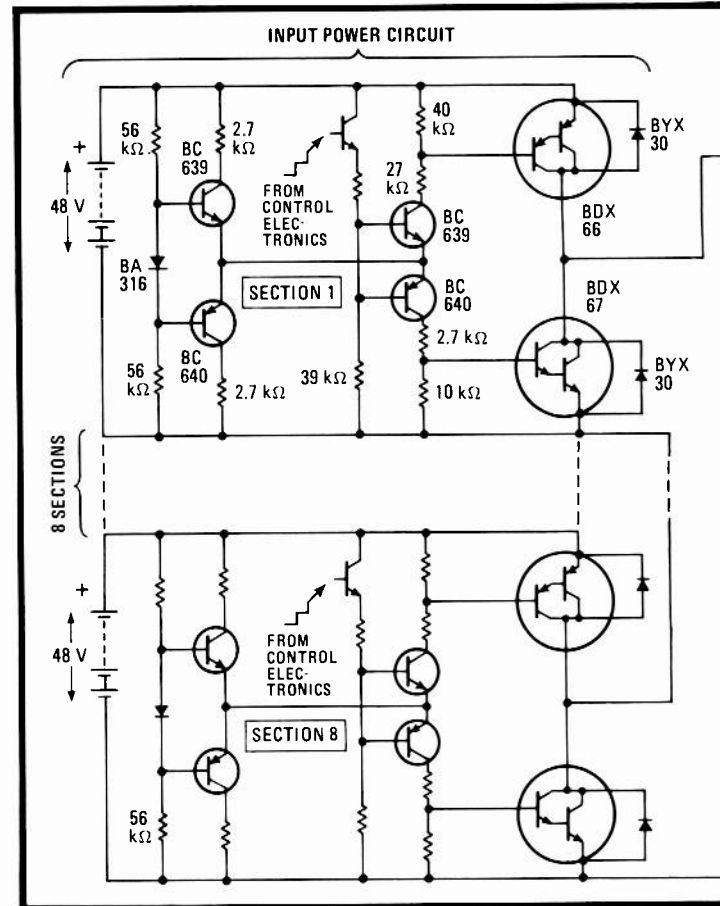 INPUT POWER CIRCUIT
+
48 V
56
kΩ
2.7
kΩ
BC
639
BA
316
BC
640
56
kΩ
2.7 kΩ
SECTION 1
FROM
CONTROL
ELEC-
TRONICS
40
kΩ
27
kΩ
BC
639
BC
640
2.7 kΩ
39 kΩ
10 kΩ
BYX
30
BDX
66
BDX
67
BYX
30
8 SECTIONS
+
48 V
56
kΩ
SECTION 8
FROM
CONTROL
ELEC-
TRONICS